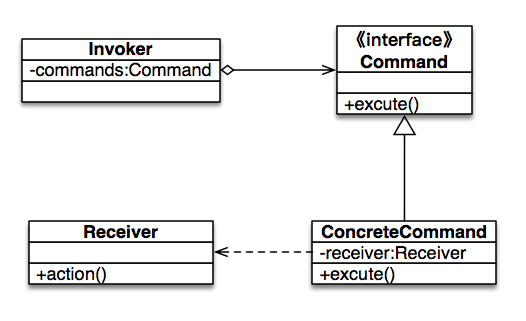 Invoker
-commands:Command
《interface》
Command
+excute()
Receiver
+action()
ConcreteCommand
-receiver:Receiver
+excute()